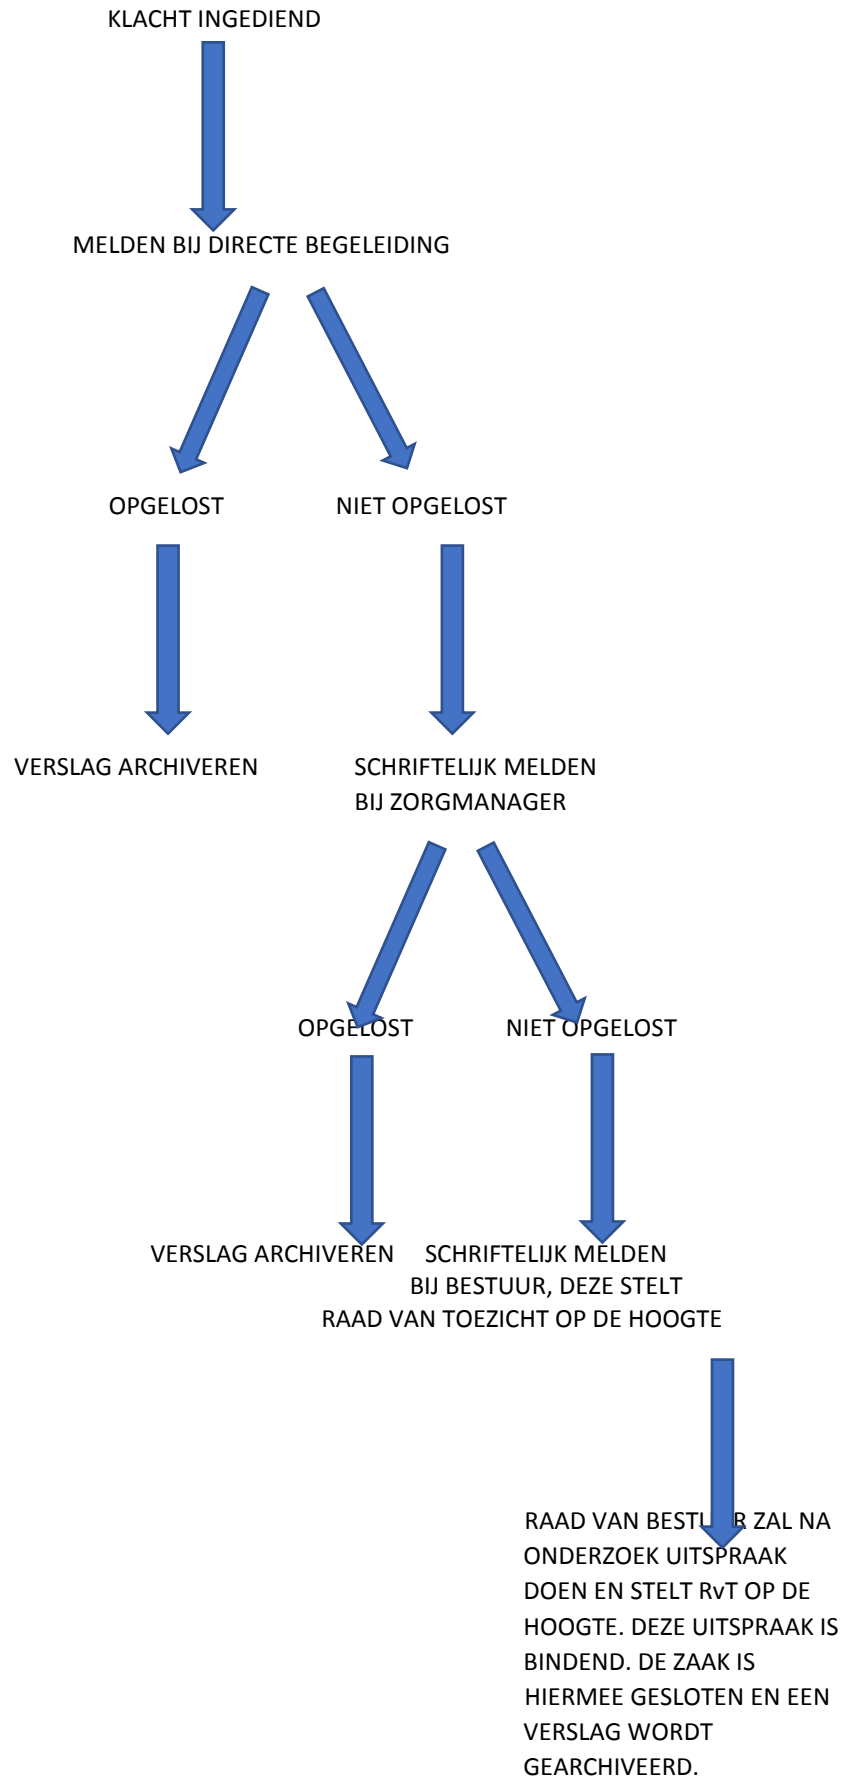 KLACHT INGEDIEND
MELDEN BIJ DIRECTE BEGELEIDING
OPGELOST
NIET OPGELOST
VERSLAG ARCHIVEREN
SCHRIFTELIJK MELDEN
BIJ ZORGMANAGER
OPGELOST
NIET OPGELOST
VERSLAG ARCHIVEREN
SCHRIFTELIJK MELDEN
BIJ BESTUUR, DEZE STELT
RAAD VAN TOEZICHT OP DE HOOGTE
RAAD VAN BESTUUR ZAL NA
ONDERZOEK UITSPRAAK
DOEN EN STELT RvT OP DE
HOOGTE. DEZE UITSPRAAK IS
BINDEND. DE ZAAK IS
HIERMEE GESLOTEN EN EEN
VERSLAG WORDT
GEARCHIVEERD.